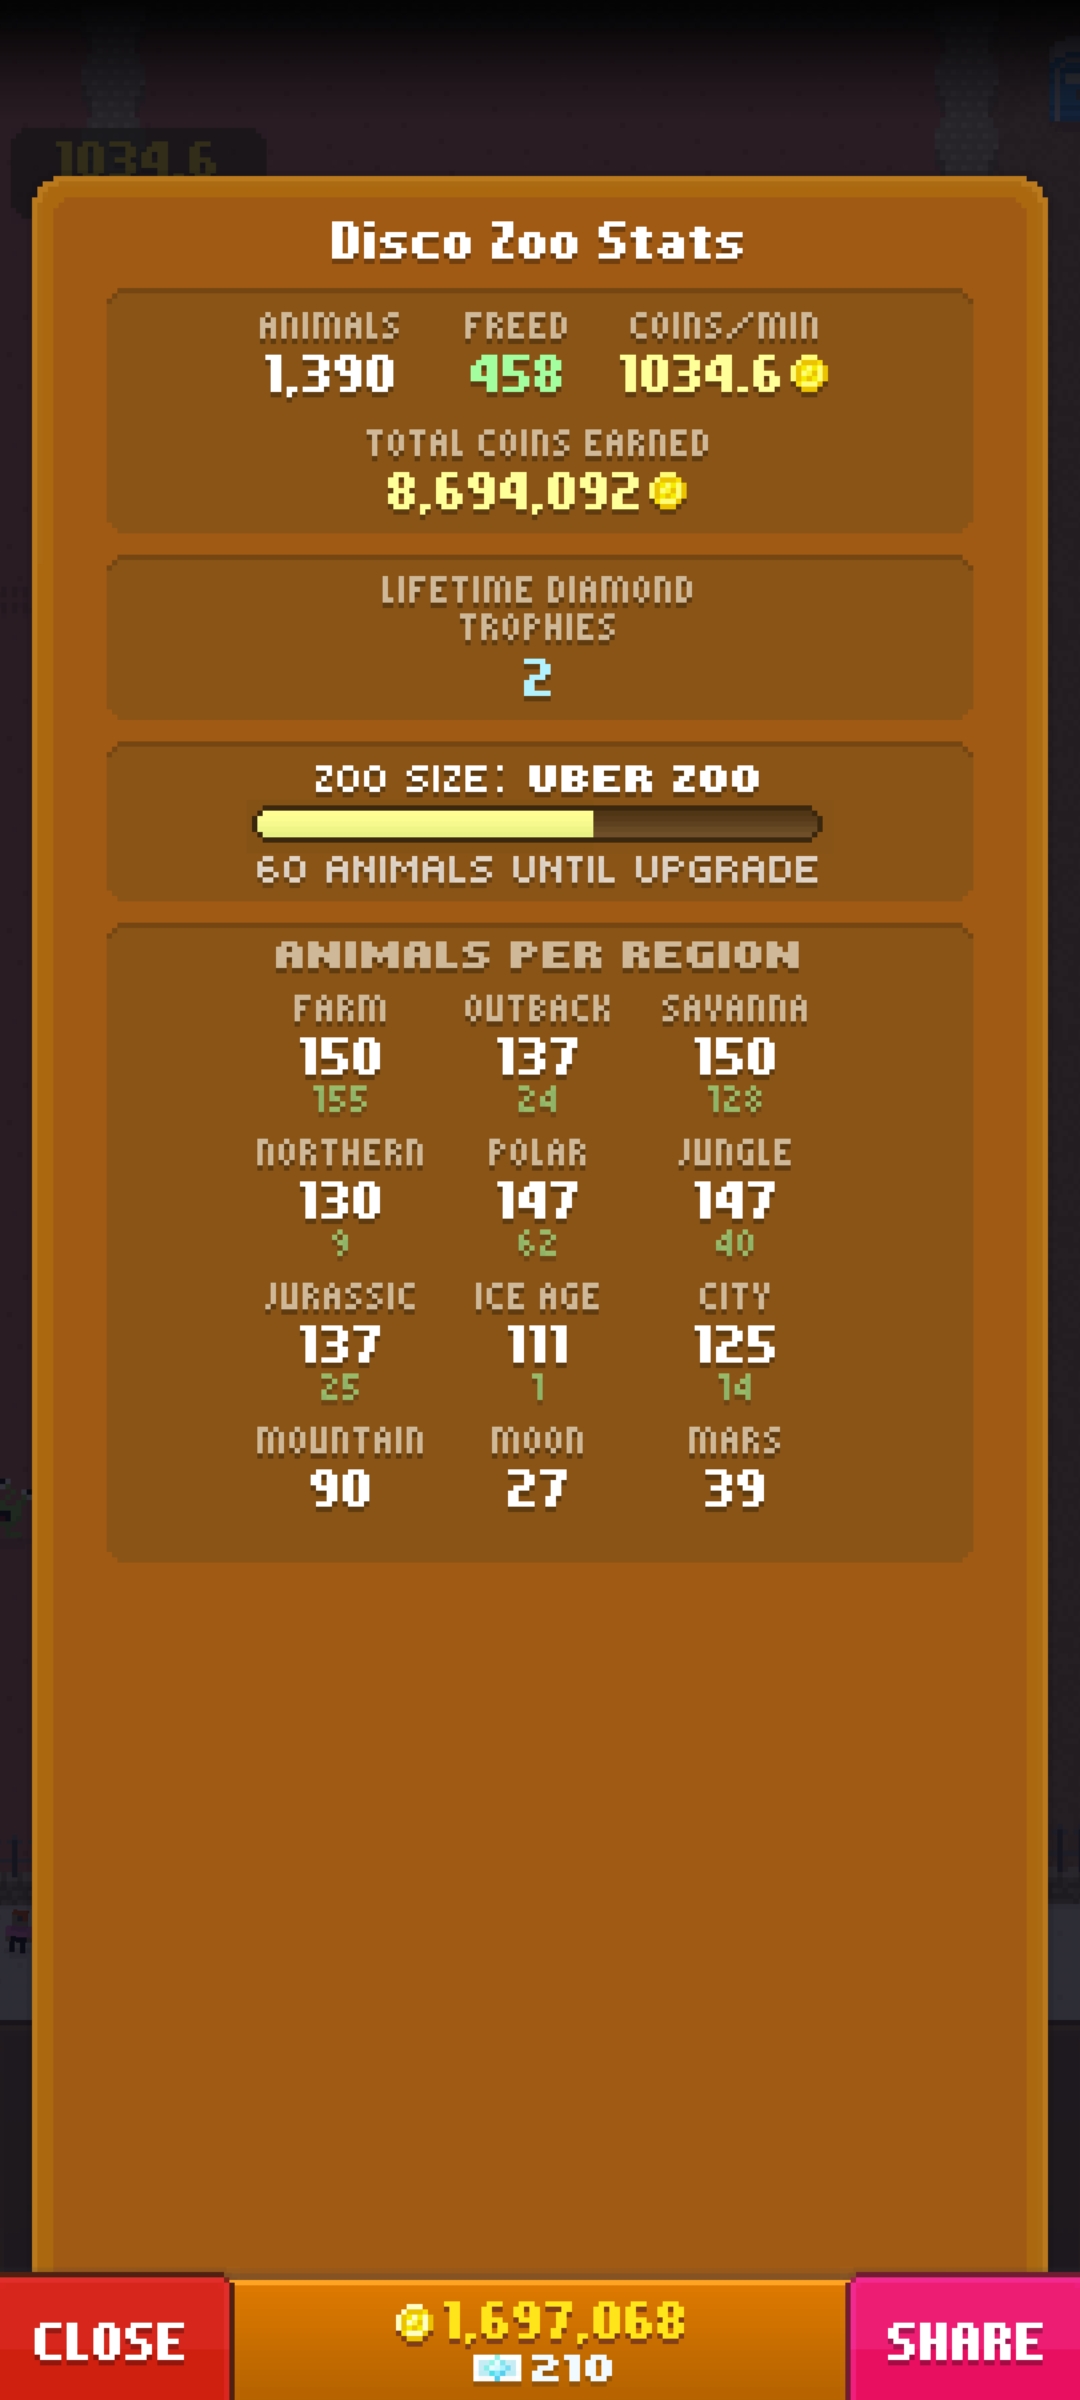 1034.6
Disco Zoo Stats
ANIMALS FREED COINS/MIN
1,390 458 1034.6
TOTAL COINS EARNED
8,694,092
LIFETIME DIAMOND
TROPHIES
2
ZOO SIZE: UBER ZOO
60 ANIMALS UNTIL UPGRADE
ANIMALS PER REGION
FARM OUTBACK SAVANNA
150 137 150
155 24 128
NORTHERN POLAR JUNGLE
130 147 147
9 62 40
JURASSIC ICE AGE CITY
137 111 125
25 1 14
MOUNTAIN MOON MARS
90 27 39
CLOSE 1,697,068 SHARE
210